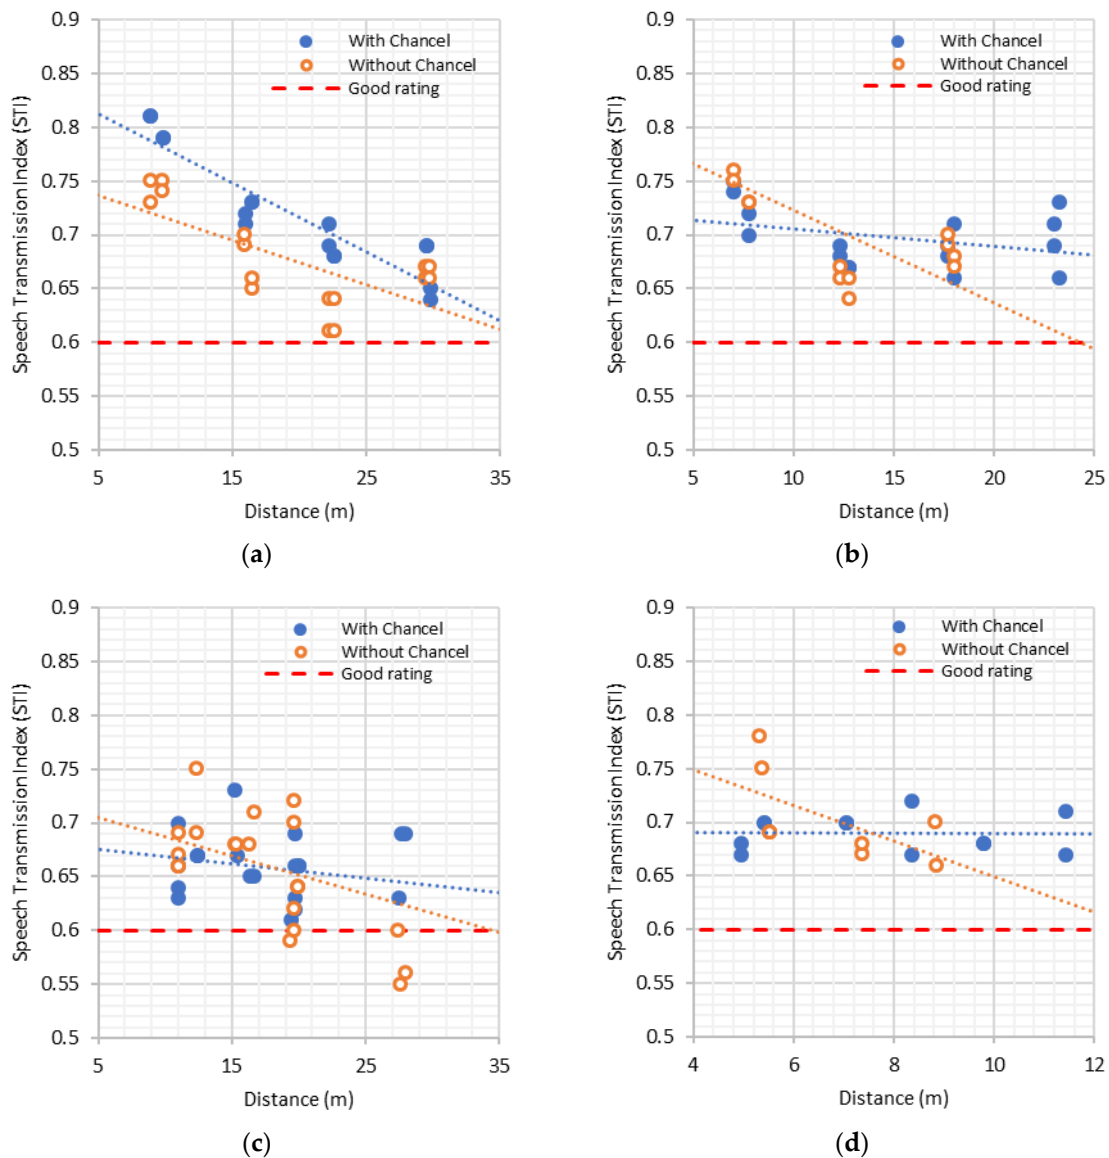 0.9
0.85
0.8
0.75
0.7
0.65
0.6
0.55
0.5
Speech Transmission Index (STI)
With Chancel
Without Chancel
Good rating
5 15 25 35
Distance (m)
(a)
0.9
0.85
0.8
0.75
0.7
0.65
0.6
0.55
0.5
Speech Transmission Index (STI)
With Chancel
Without Chancel
Good rating
5 10 15 20 25
Distance (m)
(b)
0.9
0.85
0.8
0.75
0.7
0.65
0.6
0.55
0.5
Speech Transmission Index (STI)
With Chancel
Without Chancel
Good rating
5 15 25 35
Distance (m)
(c)
0.9
0.85
0.8
0.75
0.7
0.65
0.6
0.55
0.5
Speech Transmission Index (STI)
With Chancel
Without Chancel
Good rating
4 6 8 10 12
Distance (m)
(d)